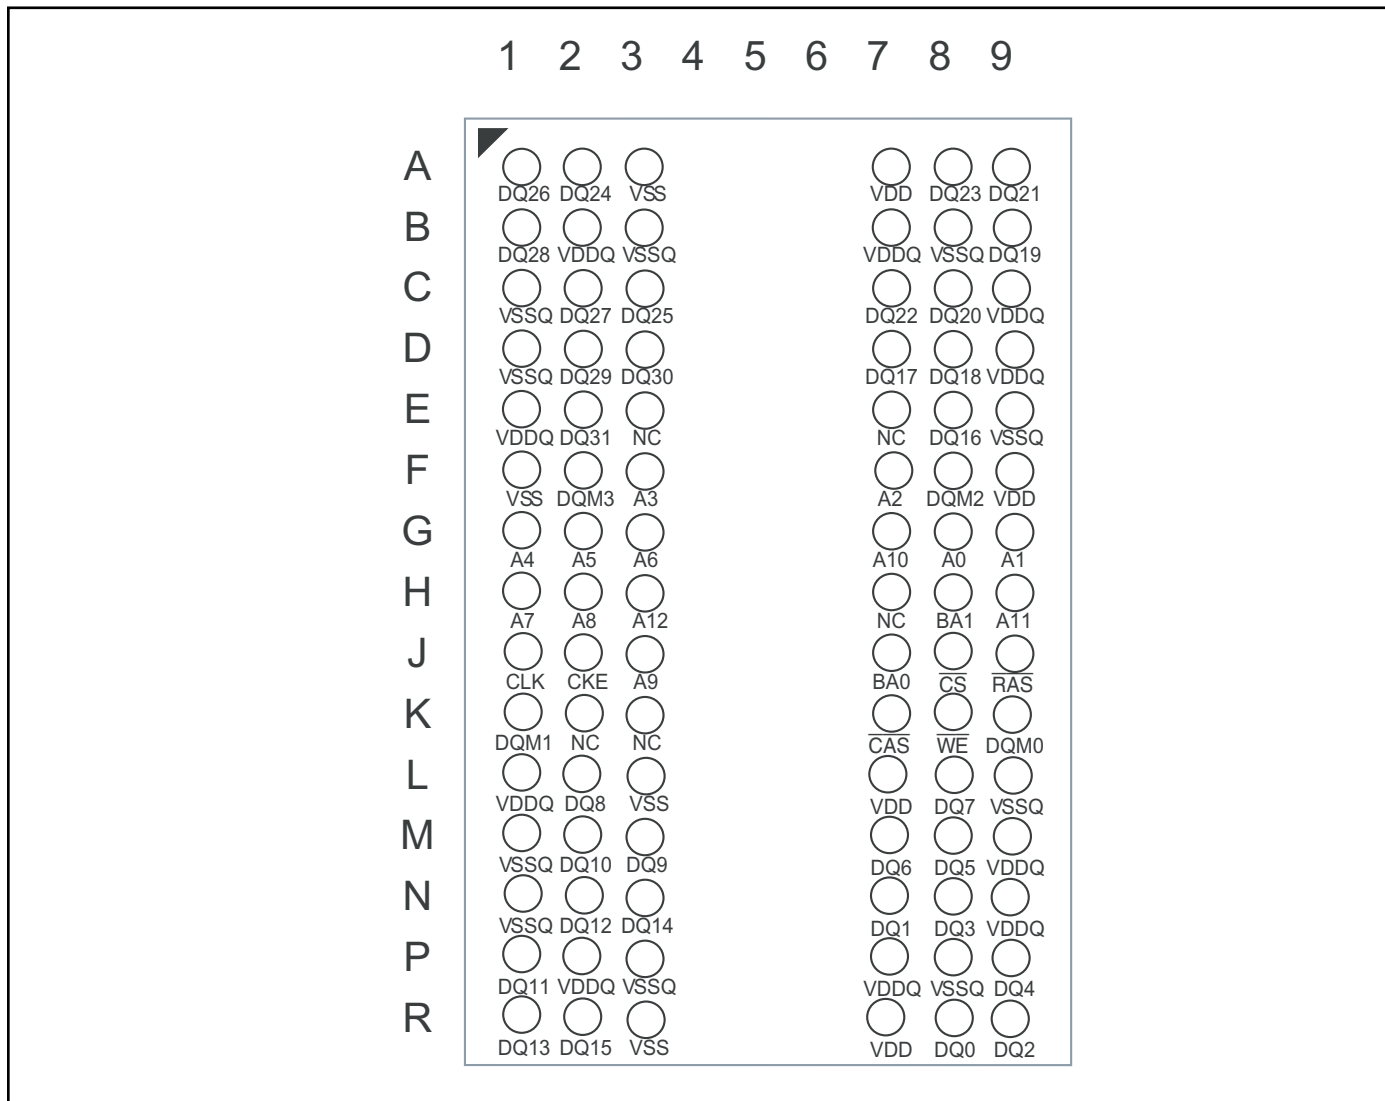 1 2 3 4 5 6 7 8 9
A
DQ26 DQ24 VSS VDD DQ23 DQ21
B
DQ28 VDDQ VSSQ VDDQ VSSQ DQ19
C
VSSQ DQ27 DQ25 DQ22 DQ20 VDDQ
D
VSSQ DQ29 DQ30 DQ17 DQ18 VDDQ
E
VDDQ DQ31 NC NC DQ16 VSSQ
F
VSS DQM3 A3 A2 DQM2 VDD
G
A4 A5 A6 A10 A0 A1
H
A7 A8 A12 NC BA1 A11
J
CLK CKE A9 BA0 C̅S̅ R̅A̅S̅
K
DQM1 NC NC C̅A̅S̅ W̅E̅ DQM0
L
VDDQ DQ8 VSS VDD DQ7 VSSQ
M
VSSQ DQ10 DQ9 DQ6 DQ5 VDDQ
N
VSSQ DQ12 DQ14 DQ1 DQ3 VDDQ
P
DQ11 VDDQ VSSQ VDDQ VSSQ DQ4
R
DQ13 DQ15 VSS VDD DQ0 DQ2